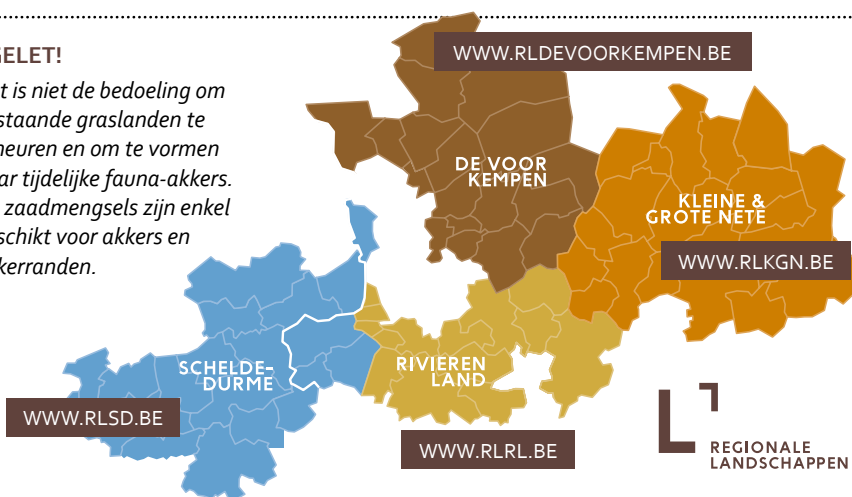 GELET!
t is niet de bedoeling om
staande graslanden te
heuren en om te vormen
ar tijdelijke fauna-akkers.
zaadmengsels zijn enkel
schikt voor akkers en
kerranden.
WWW.RLDEVOORKEMPEN.BE
DE VOOR
KEMPEN
KLEINE &
GROTE NETE
WWW.RLKGN.BE
SCHELDE-
DURME
RIVIEREN
LAND
WWW.RLSD.BE
WWW.RLRL.BE
REGIONALE
LANDSCHAPPEN